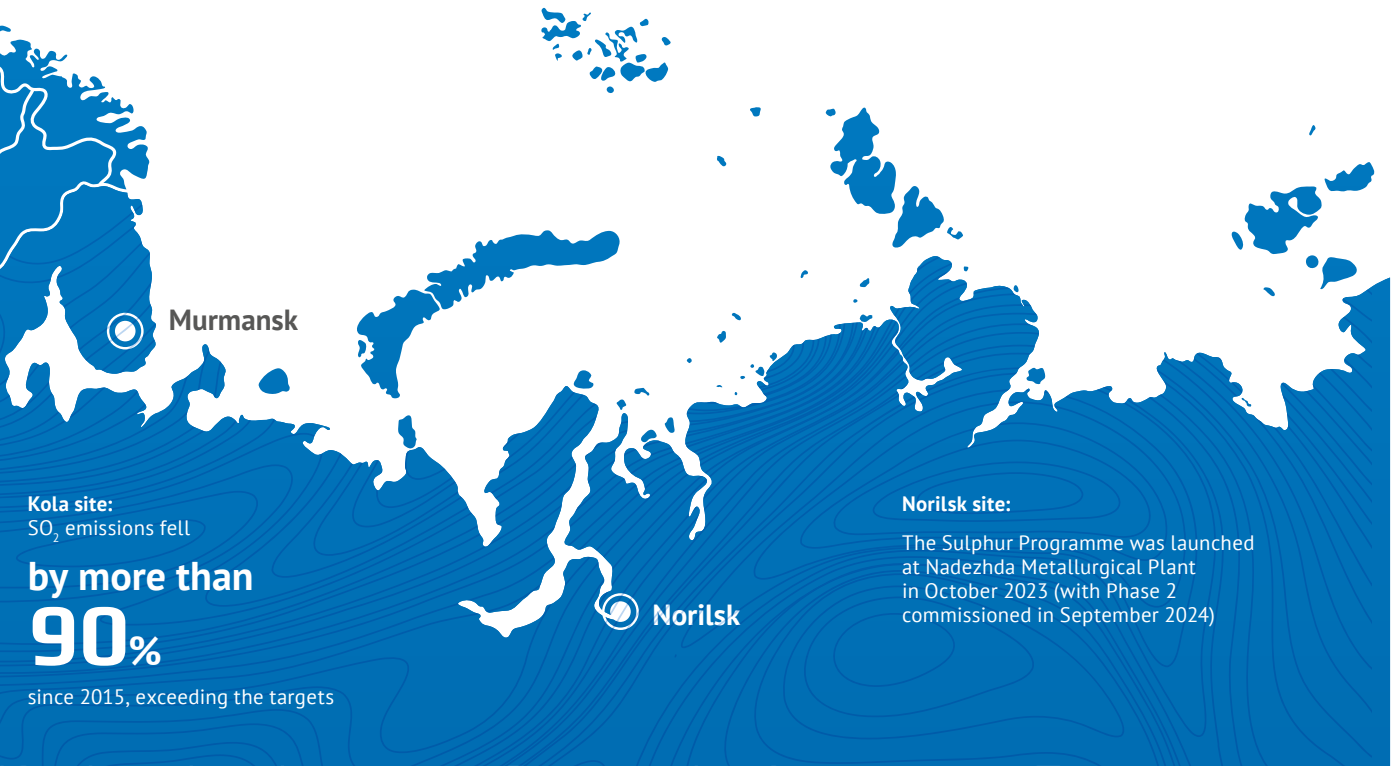 Murmansk
Kola site:
SO₂ emissions fell
by more than
90%
since 2015, exceeding the targets
Norilsk
Norilsk site:
The Sulphur Programme was launched
at Nadezhda Metallurgical Plant
in October 2023 (with Phase 2
commissioned in September 2024)